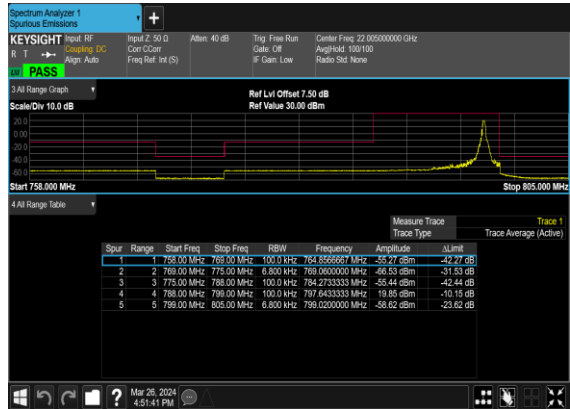 Spectrum Analyzer 1
Spurious Emissions
+
KEYSIGHT Input: RF Input Z: 50 Ω Atten: 40 dB Trig: Free Run Center Freq: 22.005000000 GHz
R T Coupling: DC Corr CCorr Gate: Off Avg|Hold: 100/100
Align: Auto Freq Ref: Int (S) IF Gain: Low Radio Std: None
PASS
3 All Range Graph
Ref Lvl Offset 7.50 dB
Scale/Div 10.0 dB Ref Value 30.00 dBm
20.0
0.00
-20.0
-40.0
-60.0
Start 758.000 MHz Stop 805.000 MHz
4 All Range Table
Measure Trace Trace 1
Trace Type Trace Average (Active)
Spur Range Start Freq Stop Freq RBW Frequency Amplitude ΔLimit
1 1 758.00 MHz 769.00 MHz 100.0 kHz 764.8566667 MHz -55.27 dBm -42.27 dB
2 2 769.00 MHz 775.00 MHz 6.800 kHz 769.0600000 MHz -66.53 dBm -31.53 dB
3 3 775.00 MHz 788.00 MHz 100.0 kHz 784.2733333 MHz -55.44 dBm -42.44 dB
4 4 788.00 MHz 799.00 MHz 100.0 kHz 797.6433333 MHz 19.85 dBm -10.15 dB
5 5 799.00 MHz 805.00 MHz 6.800 kHz 799.0200000 MHz -58.62 dBm -23.62 dB
?
Mar 26, 2024
4:51:41 PM